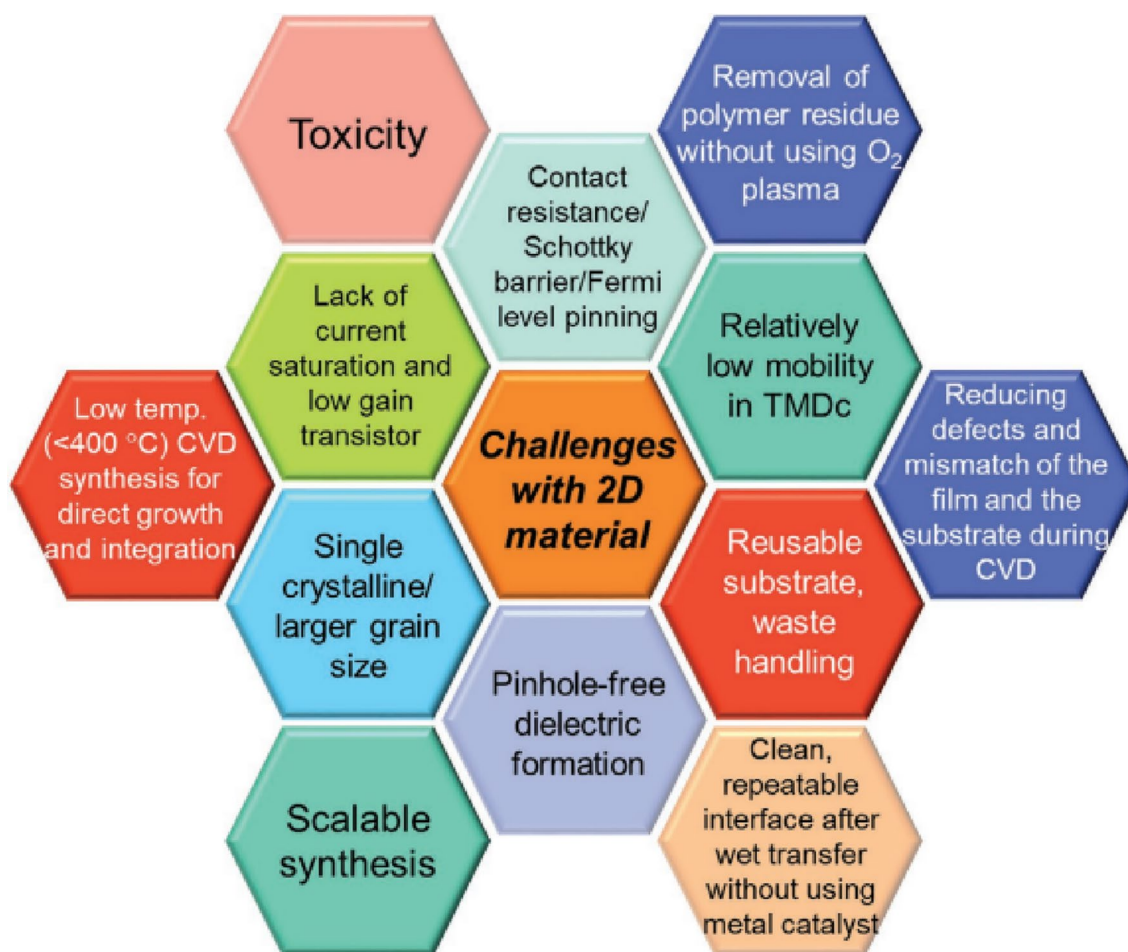 Toxicity
Removal of
polymer residue
without using O₂
plasma
Contact
resistance/
Schottky
barrier/Fermi
level pinning
Lack of
current
saturation and
low gain
transistor
Relatively
low mobility
in TMDc
Low temp.
(<400 °C) CVD
synthesis for
direct growth
and integration
Challenges
with 2D
material
Reducing
defects and
mismatch of the
film and the
substrate during
CVD
Single
crystalline/
larger grain
size
Reusable
substrate,
waste
handling
Pinhole-free
dielectric
formation
Scalable
synthesis
Clean,
repeatable
interface after
wet transfer
without using
metal catalyst